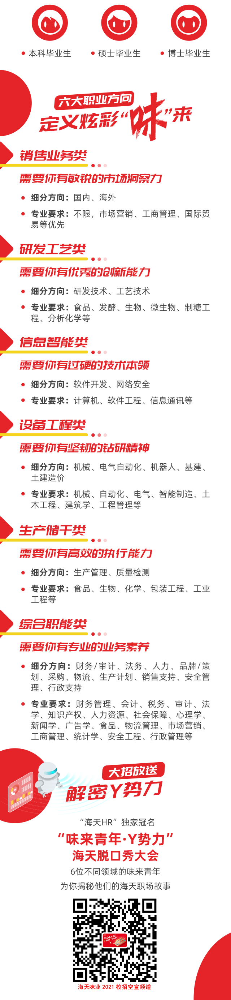 本科毕业生
硕士毕业生
博士毕业生
六大职业方向
定义炫彩“味”来
销售业务类
需要你有敏锐的市场洞察力
细分方向：国内、海外
专业要求：不限，市场营销、工商管理、国际贸
易等优先
研发工艺类
需要你有优秀的创新能力
细分方向：研发技术、工艺技术
专业要求：食品、发酵、生物、微生物、制糖工
程、分析化学等
信息智能类
需要你有过硬的技术本领
细分方向：软件开发、网络安全
专业要求：计算机、软件工程、信息通讯等
设备工程类
需要你有坚韧的钻研精神
细分方向：机械、电气自动化、机器人、基建、
土建造价
专业要求：机械、自动化、电气、智能制造、土
木工程、建筑学、工程管理等
生产储干类
需要你有高效的执行能力
细分方向：生产管理、质量检测
专业要求：食品、生物、化学、包装工程、工业
工程等
综合职能类
需要你有专业的业务素养
细分方向：财务/审计、法务、人力、品牌/策
划、采购、物流、生产计划、销售支持、安全管
理、行政支持
专业要求：财务管理、会计、税务、审计、法
学、知识产权、人力资源、社会保障、心理学、
新闻学、广告学、食品、物流管理、市场营销、
工商管理、统计学、安全工程、行政管理等
大招放送
解密Y势力
“海天HR”独家冠名
“味来青年·Y势力”
海天脱口秀大会
6位不同领域的味来青年
为你揭秘他们的海天职场故事
海天味业 2021 校招空宣频道